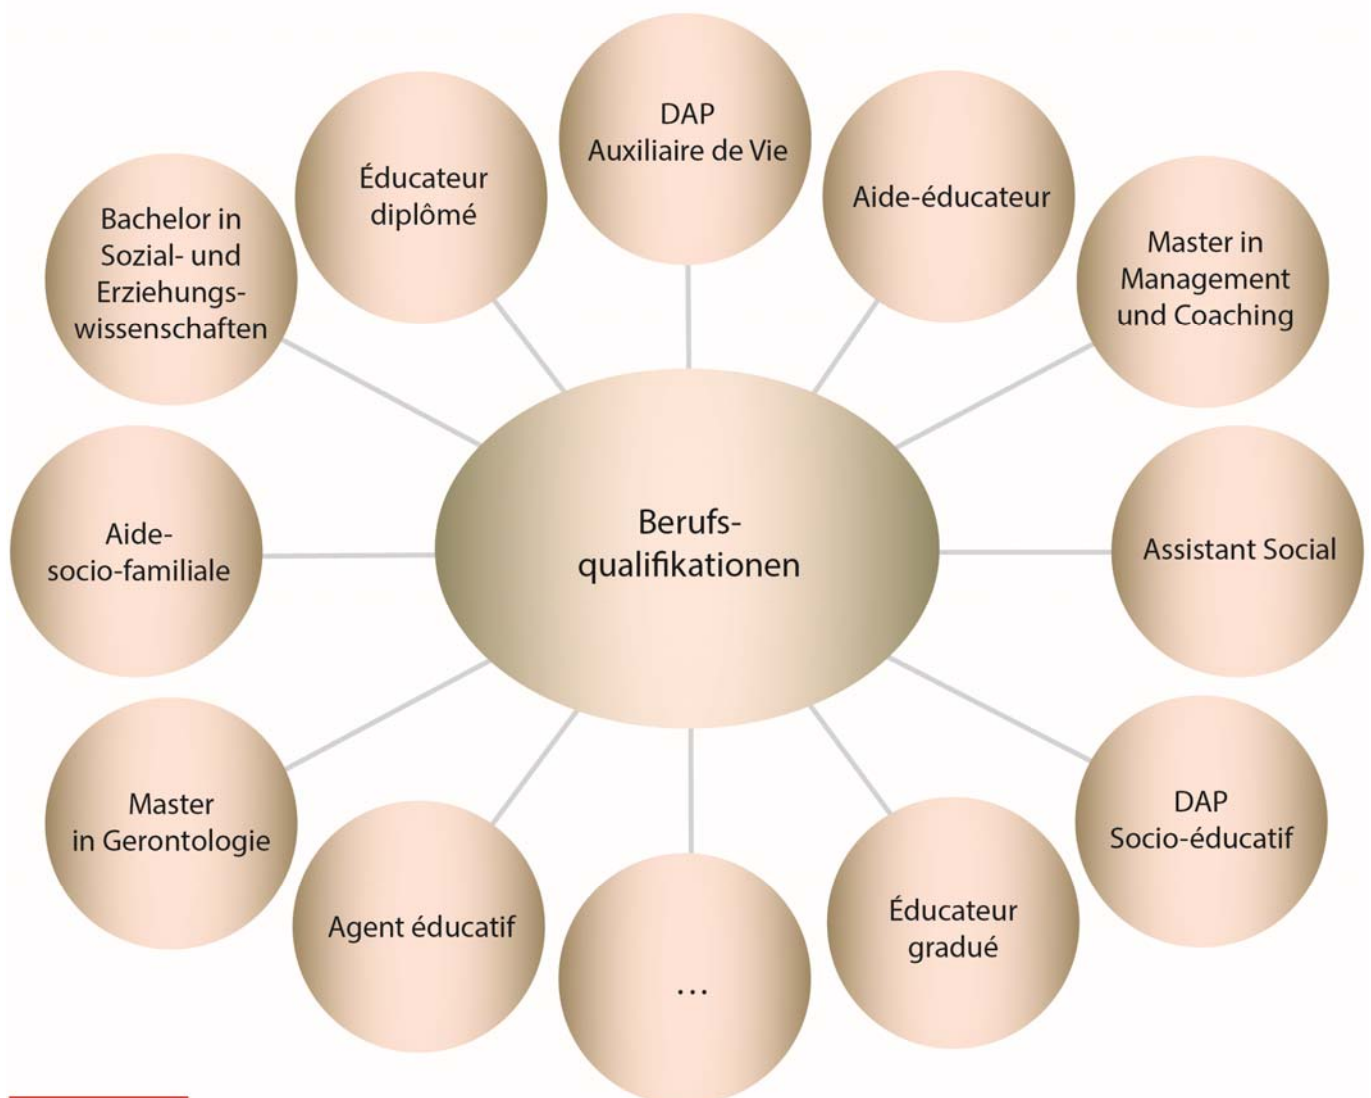 DAP
Auxiliaire de Vie
Éducateur
diplômé
Aide-éducateur
Bachelor in
Sozial- und
Erziehungs-
wissenschaften
Master in
Management
und Coaching
Aide-
socio-familiale
Berufs-
qualifikationen
Assistant Social
Master
in Gerontologie
DAP
Socio-éducatif
Agent éducatif
...
Éducateur
gradué